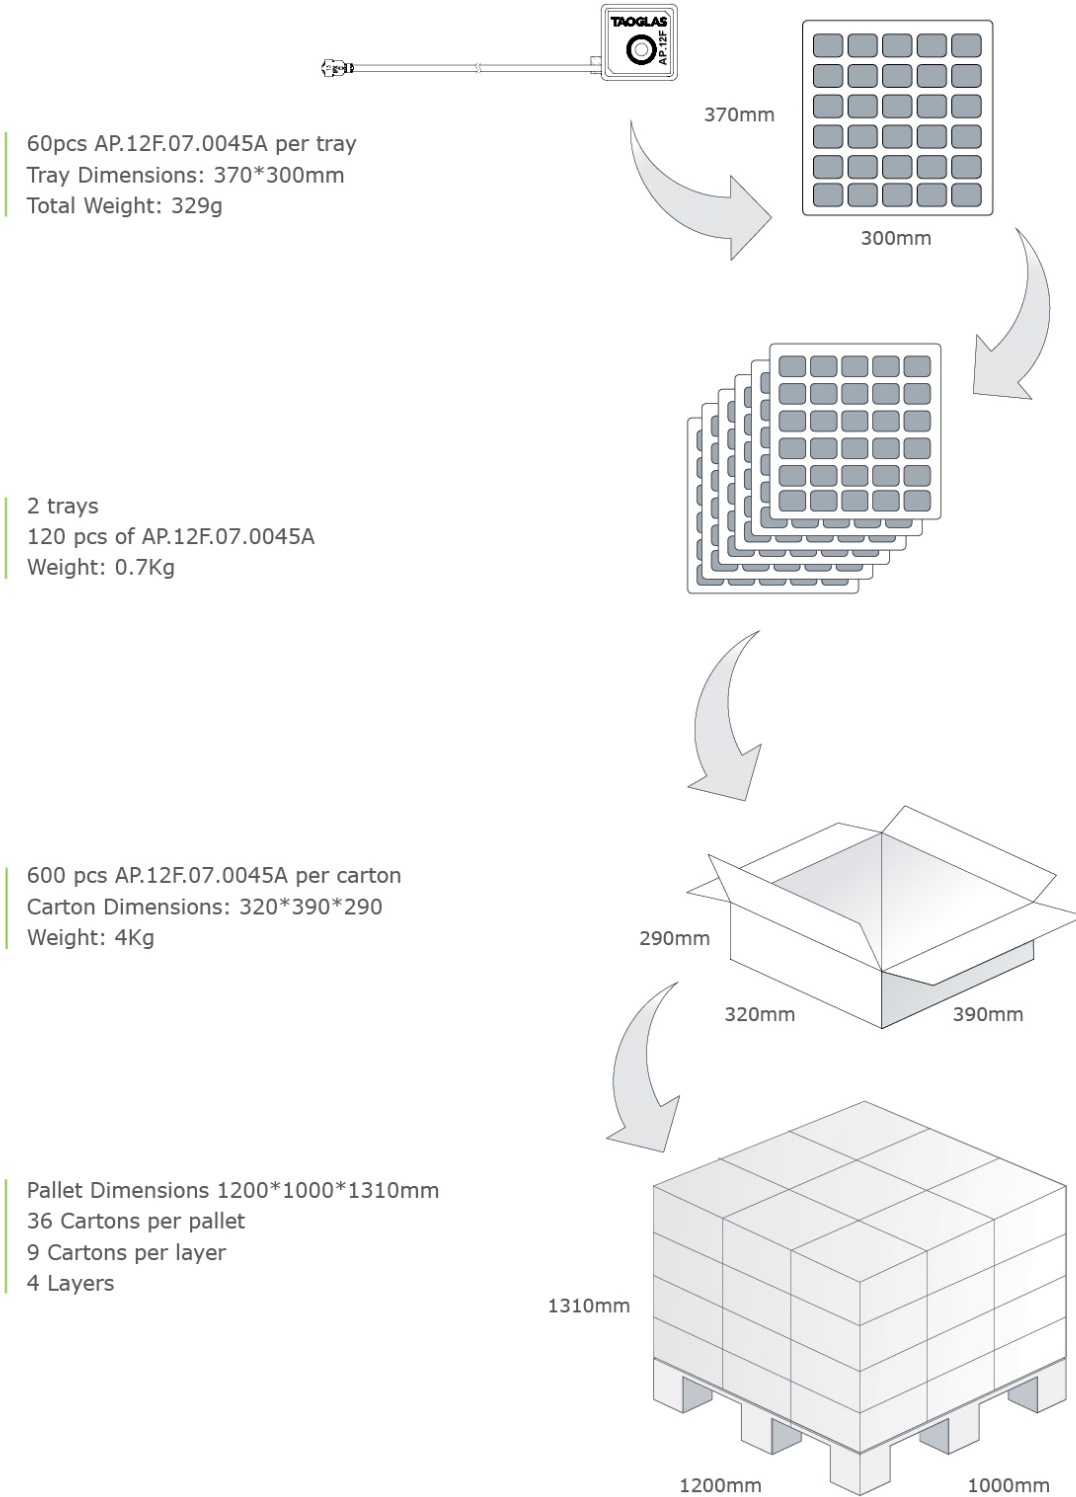 TAOGLAS
AP.12F
370mm
60pcs AP.12F.07.0045A per tray
Tray Dimensions: 370*300mm
Total Weight: 329g
300mm
2 trays
120 pcs of AP.12F.07.0045A
Weight: 0.7Kg
600 pcs AP.12F.07.0045A per carton
Carton Dimensions: 320*390*290
Weight: 4Kg
290mm
320mm
390mm
Pallet Dimensions 1200*1000*1310mm
36 Cartons per pallet
9 Cartons per layer
4 Layers
1310mm
1200mm
1000mm